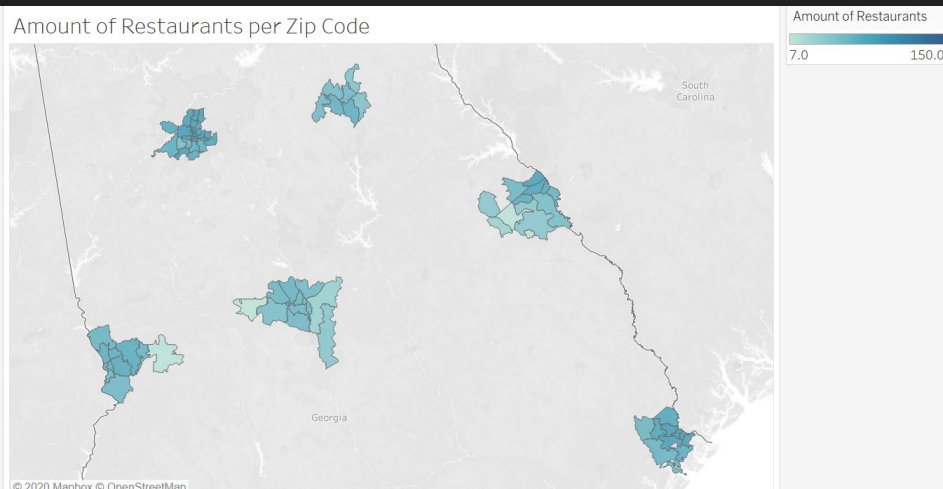 Amount of Restaurants per Zip Code
Amount of Restaurants
7.0 150.0
South
Carolina
Georgia
© 2020 Mapbox © OpenStreetMap